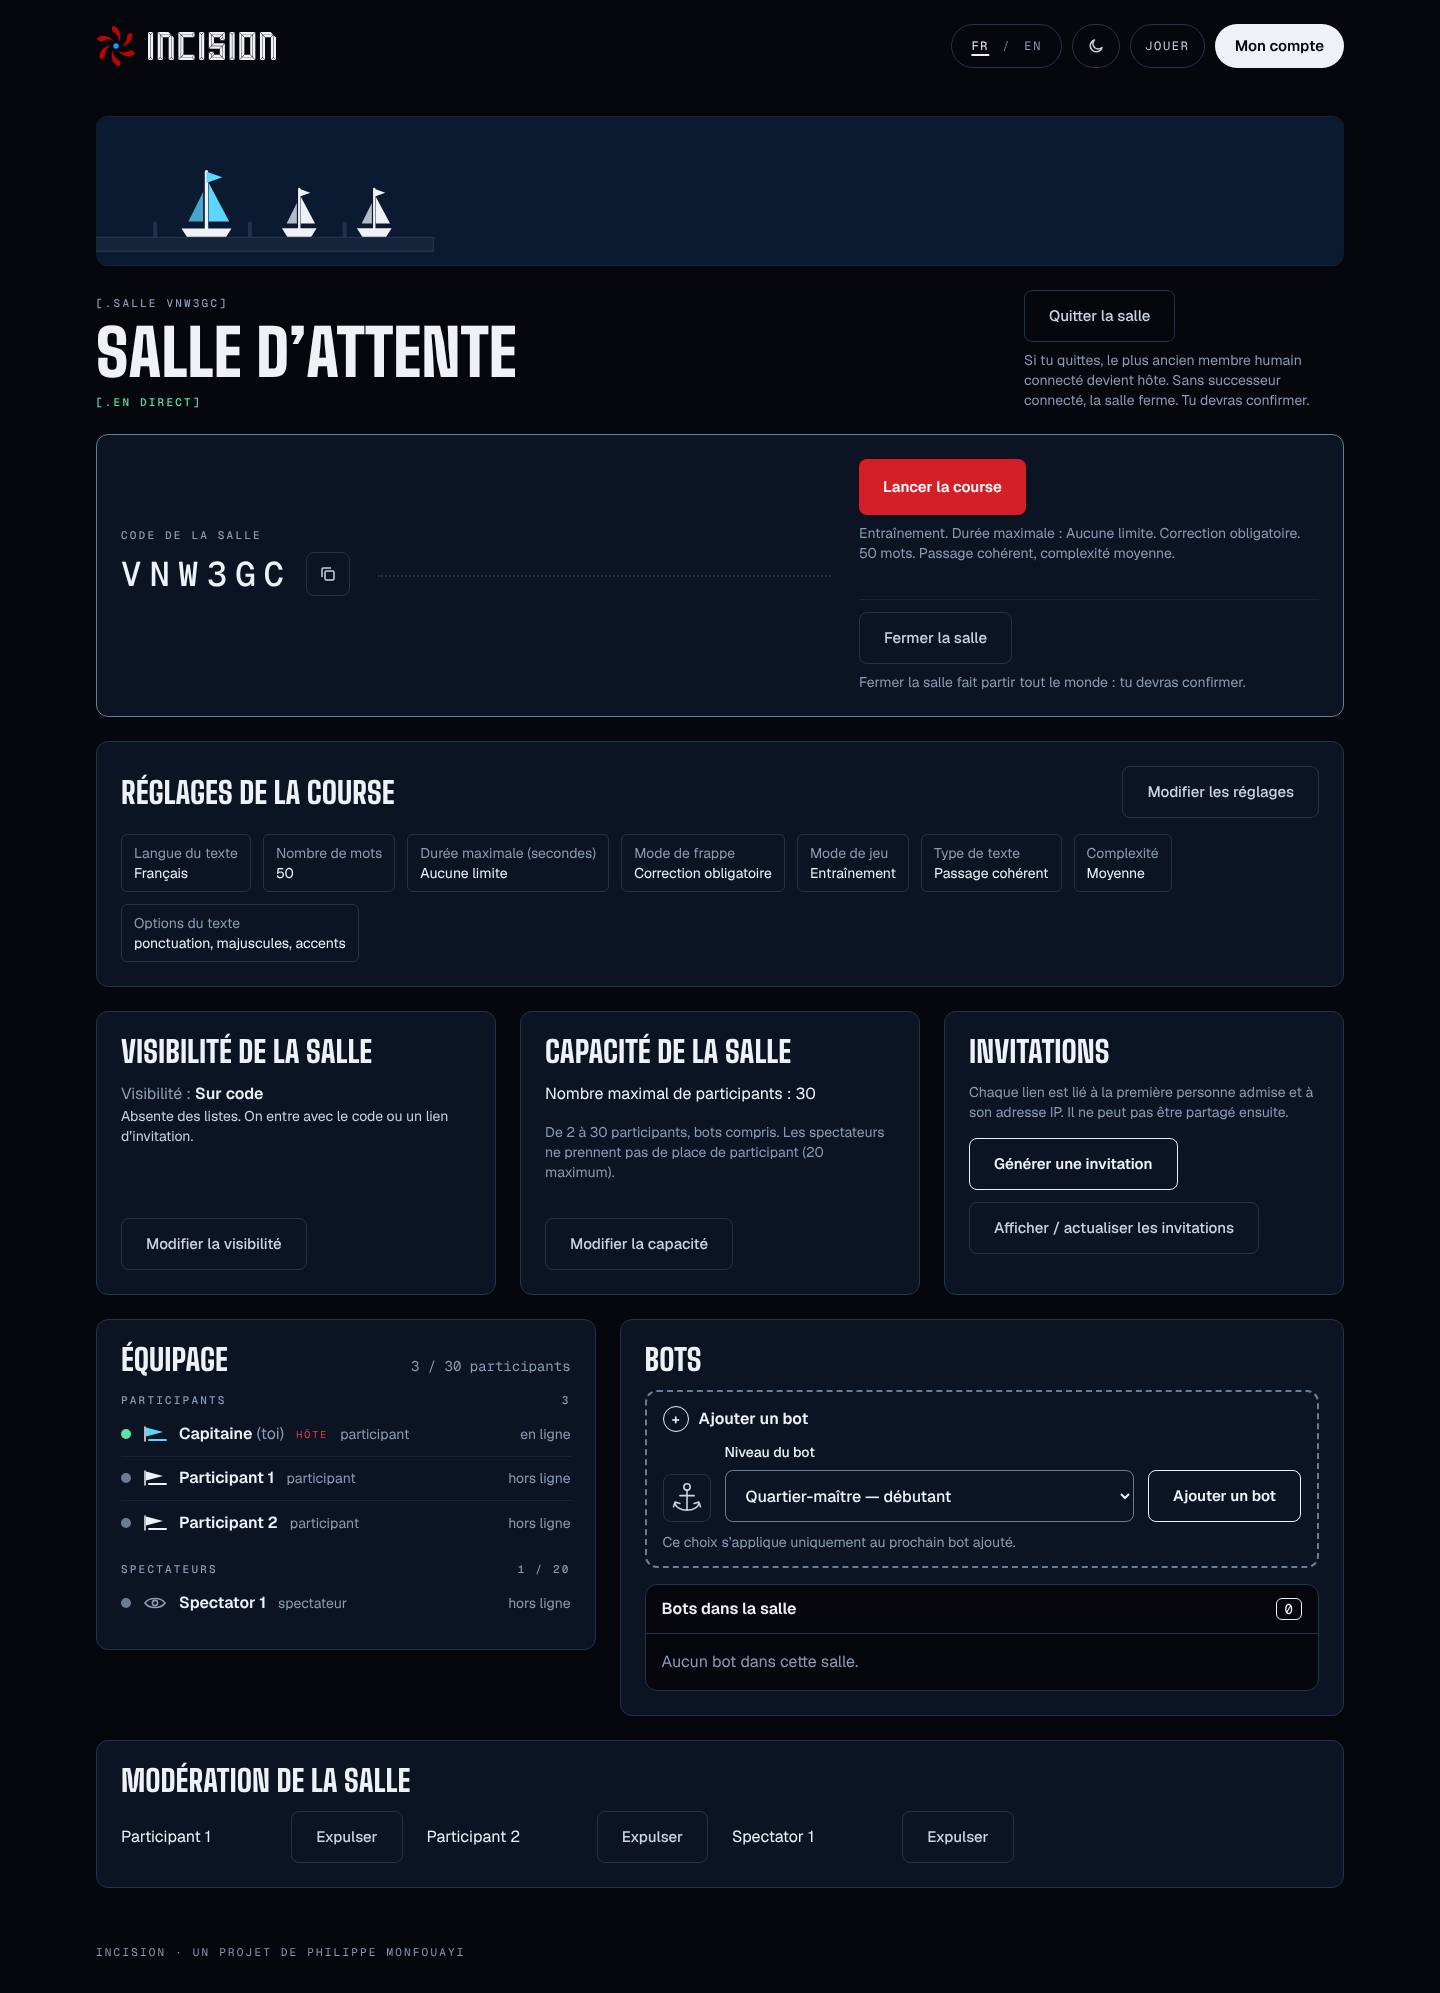 INCISION
FR / EN
JOUER
Mon compte
[.SALLE VNW3GC]
SALLE D’ATTENTE
[.EN DIRECT]
Quitter la salle
Si tu quittes, le plus ancien membre humain
connecté devient hôte. Sans successeur
connecté, la salle ferme. Tu devras confirmer.
CODE DE LA SALLE
VNW3GC
Lancer la course
Entraînement. Durée maximale : Aucune limite. Correction obligatoire.
50 mots. Passage cohérent, complexité moyenne.
Fermer la salle
Fermer la salle fait partir tout le monde : tu devras confirmer.
RÉGLAGES DE LA COURSE
Modifier les réglages
Langue du texte
Français
Nombre de mots
50
Durée maximale (secondes)
Aucune limite
Mode de frappe
Correction obligatoire
Mode de jeu
Entraînement
Type de texte
Passage cohérent
Complexité
Moyenne
Options du texte
ponctuation, majuscules, accents
VISIBILITÉ DE LA SALLE
Visibilité : Sur code
Absente des listes. On entre avec le code ou un lien
d’invitation.
Modifier la visibilité
CAPACITÉ DE LA SALLE
Nombre maximal de participants : 30
De 2 à 30 participants, bots compris. Les spectateurs
ne prennent pas de place de participant (20
maximum).
Modifier la capacité
INVITATIONS
Chaque lien est lié à la première personne admise et à
son adresse IP. Il ne peut pas être partagé ensuite.
Générer une invitation
Afficher / actualiser les invitations
ÉQUIPAGE
3 / 30 participants
PARTICIPANTS 3
Capitaine (toi) HÔTE participant en ligne
Participant 1 participant hors ligne
Participant 2 participant hors ligne
SPECTATEURS 1 / 20
Spectator 1 spectateur hors ligne
BOTS
+ Ajouter un bot
Niveau du bot
Quartier-maître — débutant
Ajouter un bot
Ce choix s’applique uniquement au prochain bot ajouté.
Bots dans la salle 0
Aucun bot dans cette salle.
MODÉRATION DE LA SALLE
Participant 1 Expulser Participant 2 Expulser Spectator 1 Expulser
INCISION · UN PROJET DE PHILIPPE MONFOUAYI